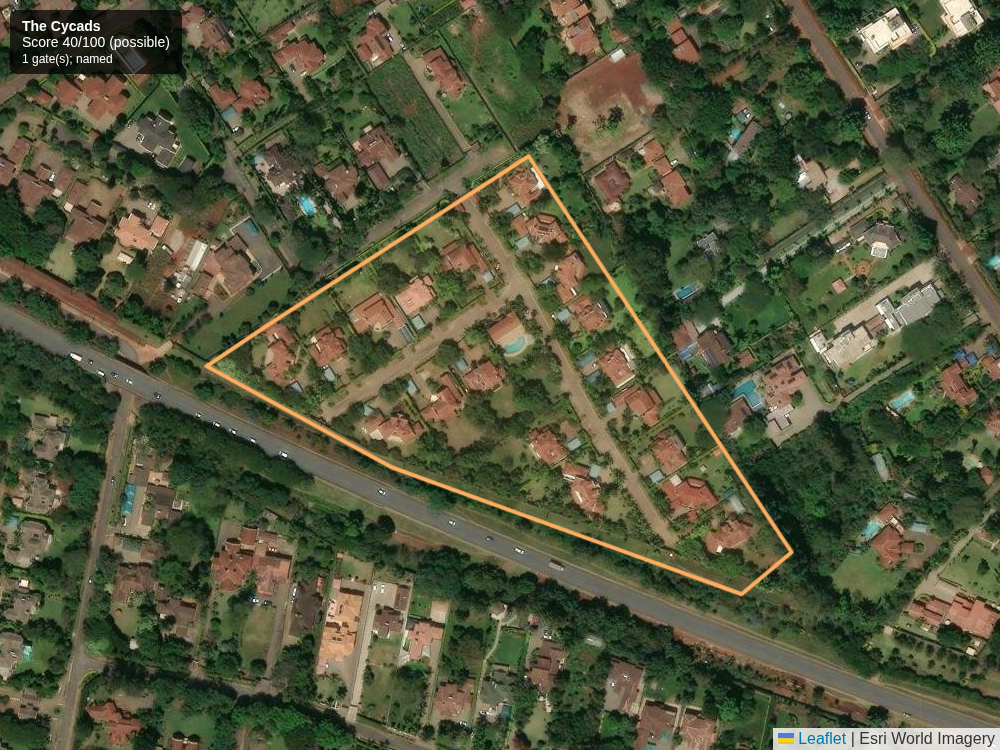 The Cycads
Score 40/100 (possible)
1 gate(s); named
Leaflet | Esri World Imagery